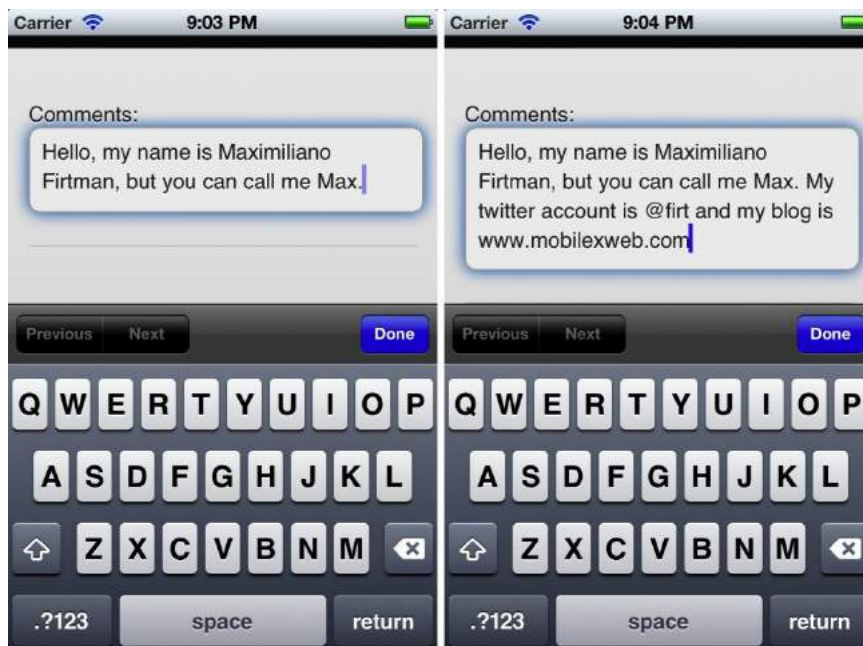 Carrier 9:03 PM
Comments:
Hello, my name is Maximiliano
Firtman, but you can call me Max.
Previous Next Done
Q W E R T Y U I O P
A S D F G H J K L
Z X C V B N M
.?123 space return
Carrier 9:04 PM
Comments:
Hello, my name is Maximiliano
Firtman, but you can call me Max. My
twitter account is @firt and my blog is
www.mobilexweb.com
Previous Next Done
Q W E R T Y U I O P
A S D F G H J K L
Z X C V B N M
.?123 space return